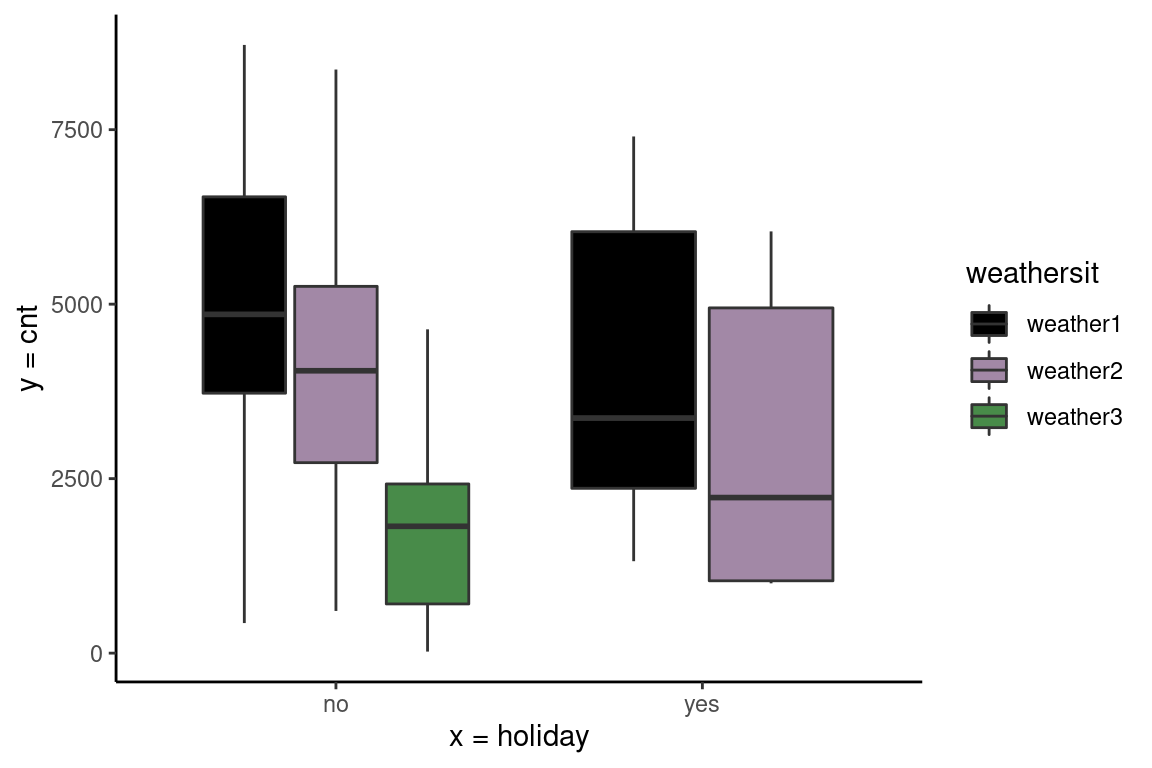 7500
5000
2500
0
y = cnt
no
yes
x = holiday
weathersit
weather1
weather2
weather3